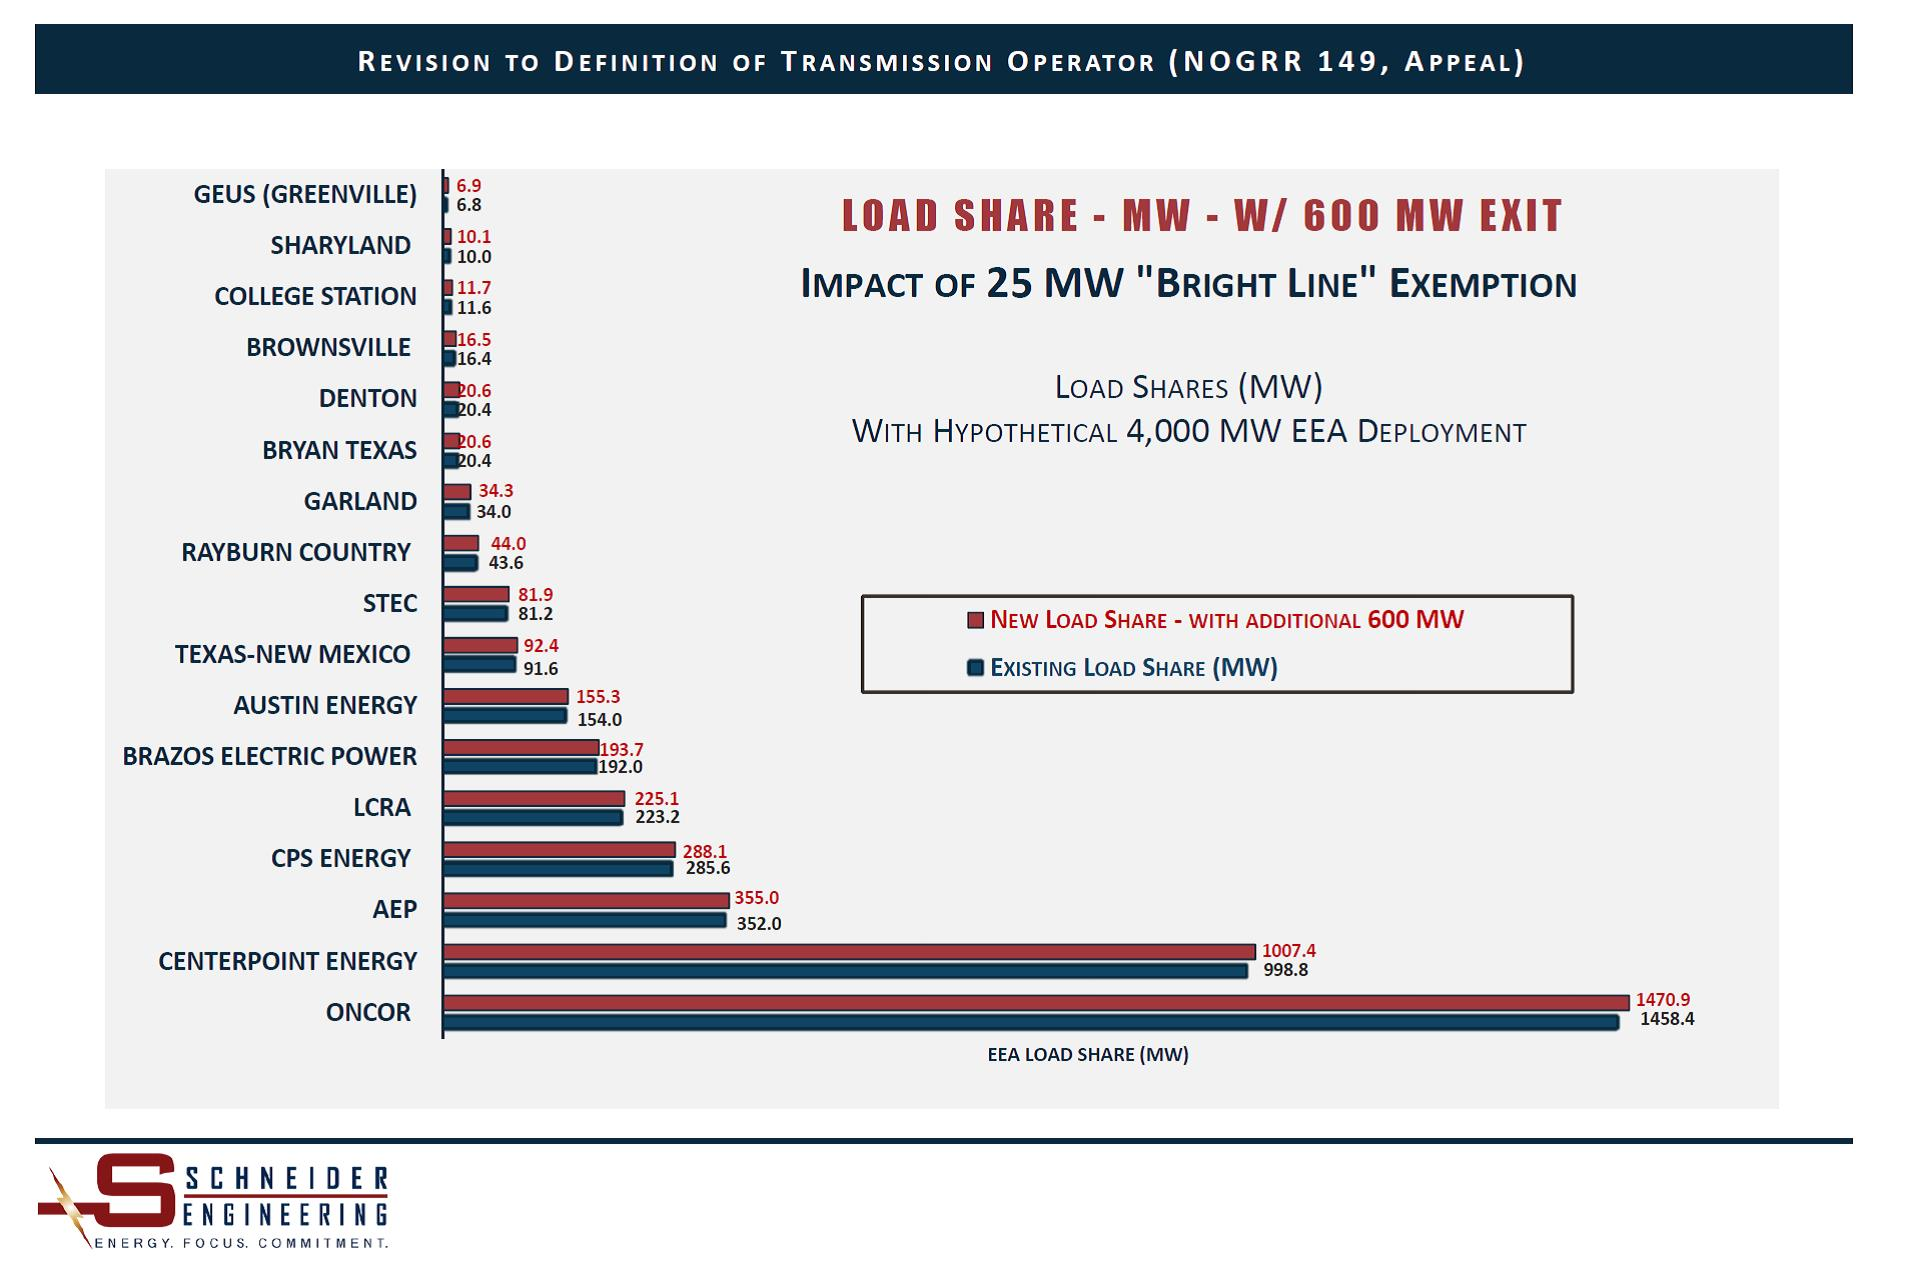 REVISION TO DEFINITION OF TRANSMISSION OPERATOR (NOGRR 149, APPEAL)
LOAD SHARE - MW - W/ 600 MW EXIT
IMPACT OF 25 MW "BRIGHT LINE" EXEMPTION
LOAD SHARES (MW)
WITH HYPOTHETICAL 4,000 MW EEA DEPLOYMENT
GEUS (GREENVILLE) 6.9
6.8
SHARYLAND 10.1
10.0
COLLEGE STATION 11.7
11.6
BROWNSVILLE 16.5
16.4
DENTON 20.6
20.4
BRYAN TEXAS 20.6
20.4
GARLAND 34.3
34.0
RAYBURN COUNTRY 44.0
43.6
STEC 81.9
81.2
TEXAS-NEW MEXICO 92.4
91.6
AUSTIN ENERGY 155.3
154.0
BRAZOS ELECTRIC POWER 193.7
192.0
LCRA 225.1
223.2
CPS ENERGY 288.1
285.6
AEP 355.0
352.0
CENTERPOINT ENERGY 1007.4
998.8
ONCOR 1470.9
1458.4
NEW LOAD SHARE - WITH ADDITIONAL 600 MW
EXISTING LOAD SHARE (MW)
EEA LOAD SHARE (MW)
S SCHNEIDER
ENGINEERING
ENERGY. FOCUS. COMMITMENT.